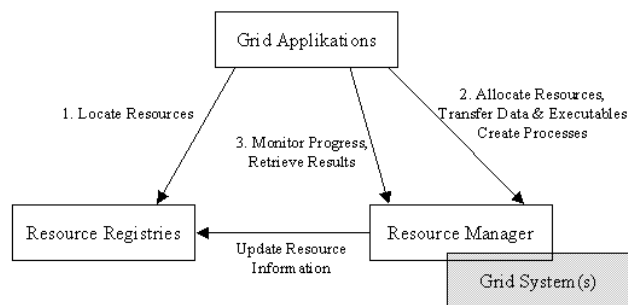 Grid Applikations
1. Locate Resources
2. Allocate Resources,
Transfer Data & Executables
Create Processes
3. Monitor Progress,
Retrieve Results
Resource Registries
Resource Manager
Update Resource
Information
Grid System(s)